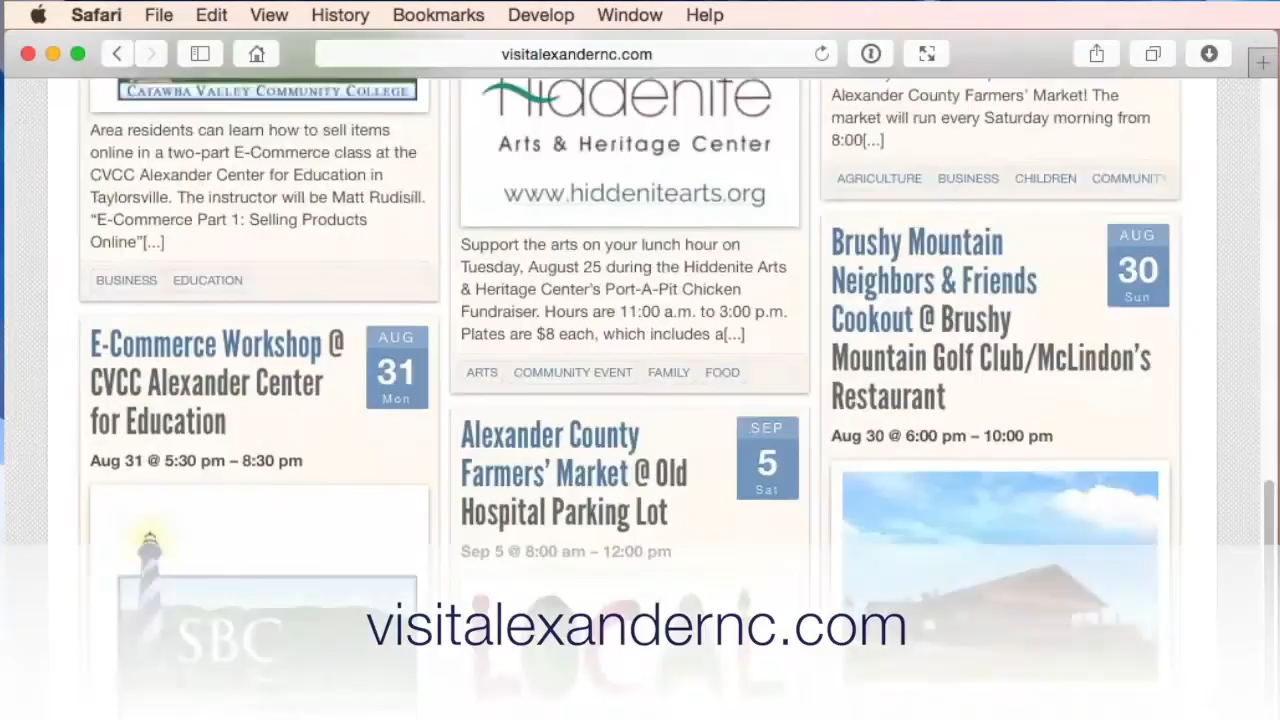 Safari File Edit View History Bookmarks Develop Window Help
visitalexandernc.com
CATAWBA VALLEY COMMUNITY COLLEGE
Area residents can learn how to sell items
online in a two-part E-Commerce class at the
CVCC Alexander Center for Education in
Taylorsville. The instructor will be Matt Rudisill.
“E-Commerce Part 1: Selling Products
Online”[...]
BUSINESS EDUCATION
E-Commerce Workshop @
CVCC Alexander Center
for Education
AUG
31
Mon
Aug 31 @ 5:30 pm – 8:30 pm
SBC
Hiddenite
Arts & Heritage Center
www.hiddenitearts.org
Support the arts on your lunch hour on
Tuesday, August 25 during the Hiddenite Arts
& Heritage Center’s Port-A-Pit Chicken
Fundraiser. Hours are 11:00 a.m. to 3:00 p.m.
Plates are $8 each, which includes a[...]
ARTS COMMUNITY EVENT FAMILY FOOD
Alexander County
Farmers’ Market @ Old
Hospital Parking Lot
SEP
5
Sat
Sep 5 @ 8:00 am – 12:00 pm
LOCAL
Alexander County Farmers’ Market! The
market will run every Saturday morning from
8:00[...]
AGRICULTURE BUSINESS CHILDREN COMMUNITY
Brushy Mountain
Neighbors & Friends
Cookout @ Brushy
Mountain Golf Club/McLindon’s
Restaurant
AUG
30
Sun
Aug 30 @ 6:00 pm – 10:00 pm
visitalexandernc.com